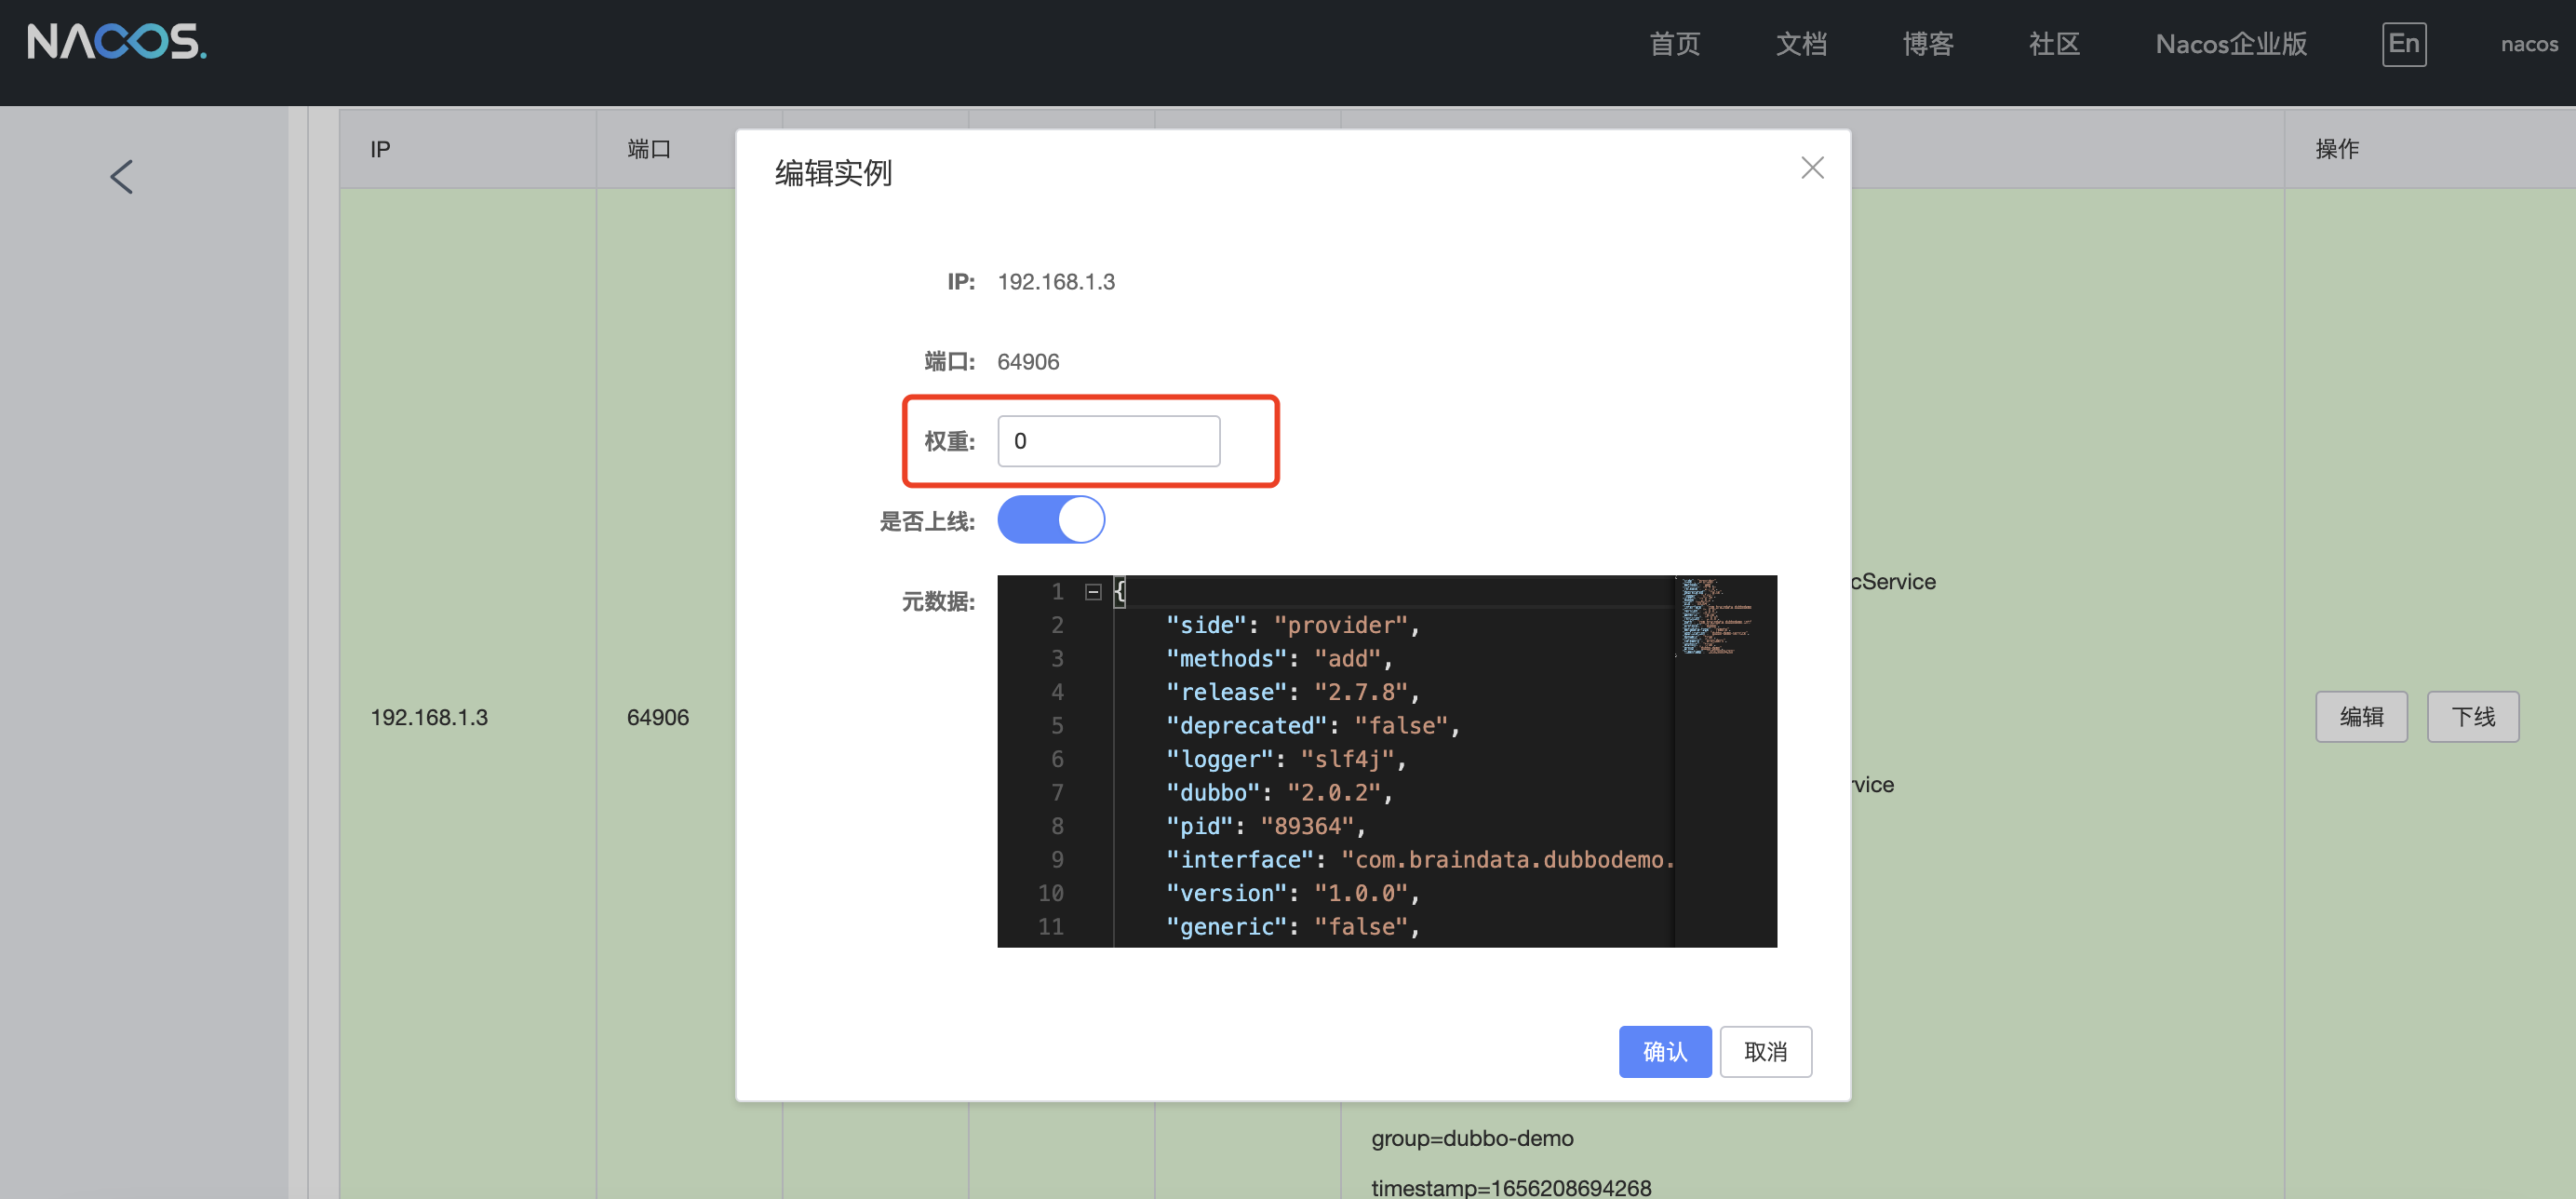 NACOS.
首页 文档 博客 社区 Nacos企业版 En nacos
IP 端口 操作
编辑实例
IP: 192.168.1.3
端口: 64906
权重: 0
是否上线:
元数据:
1 {
2 "side": "provider",
3 "methods": "add",
4 "release": "2.7.8",
5 "deprecated": "false",
6 "logger": "slf4j",
7 "dubbo": "2.0.2",
8 "pid": "89364",
9 "interface": "com.braindata.dubbodemo.
10 "version": "1.0.0",
11 "generic": "false",
cService
192.168.1.3 64906 编辑 下线
rvice
确认 取消
group=dubbo-demo
timestamp=1656208694268